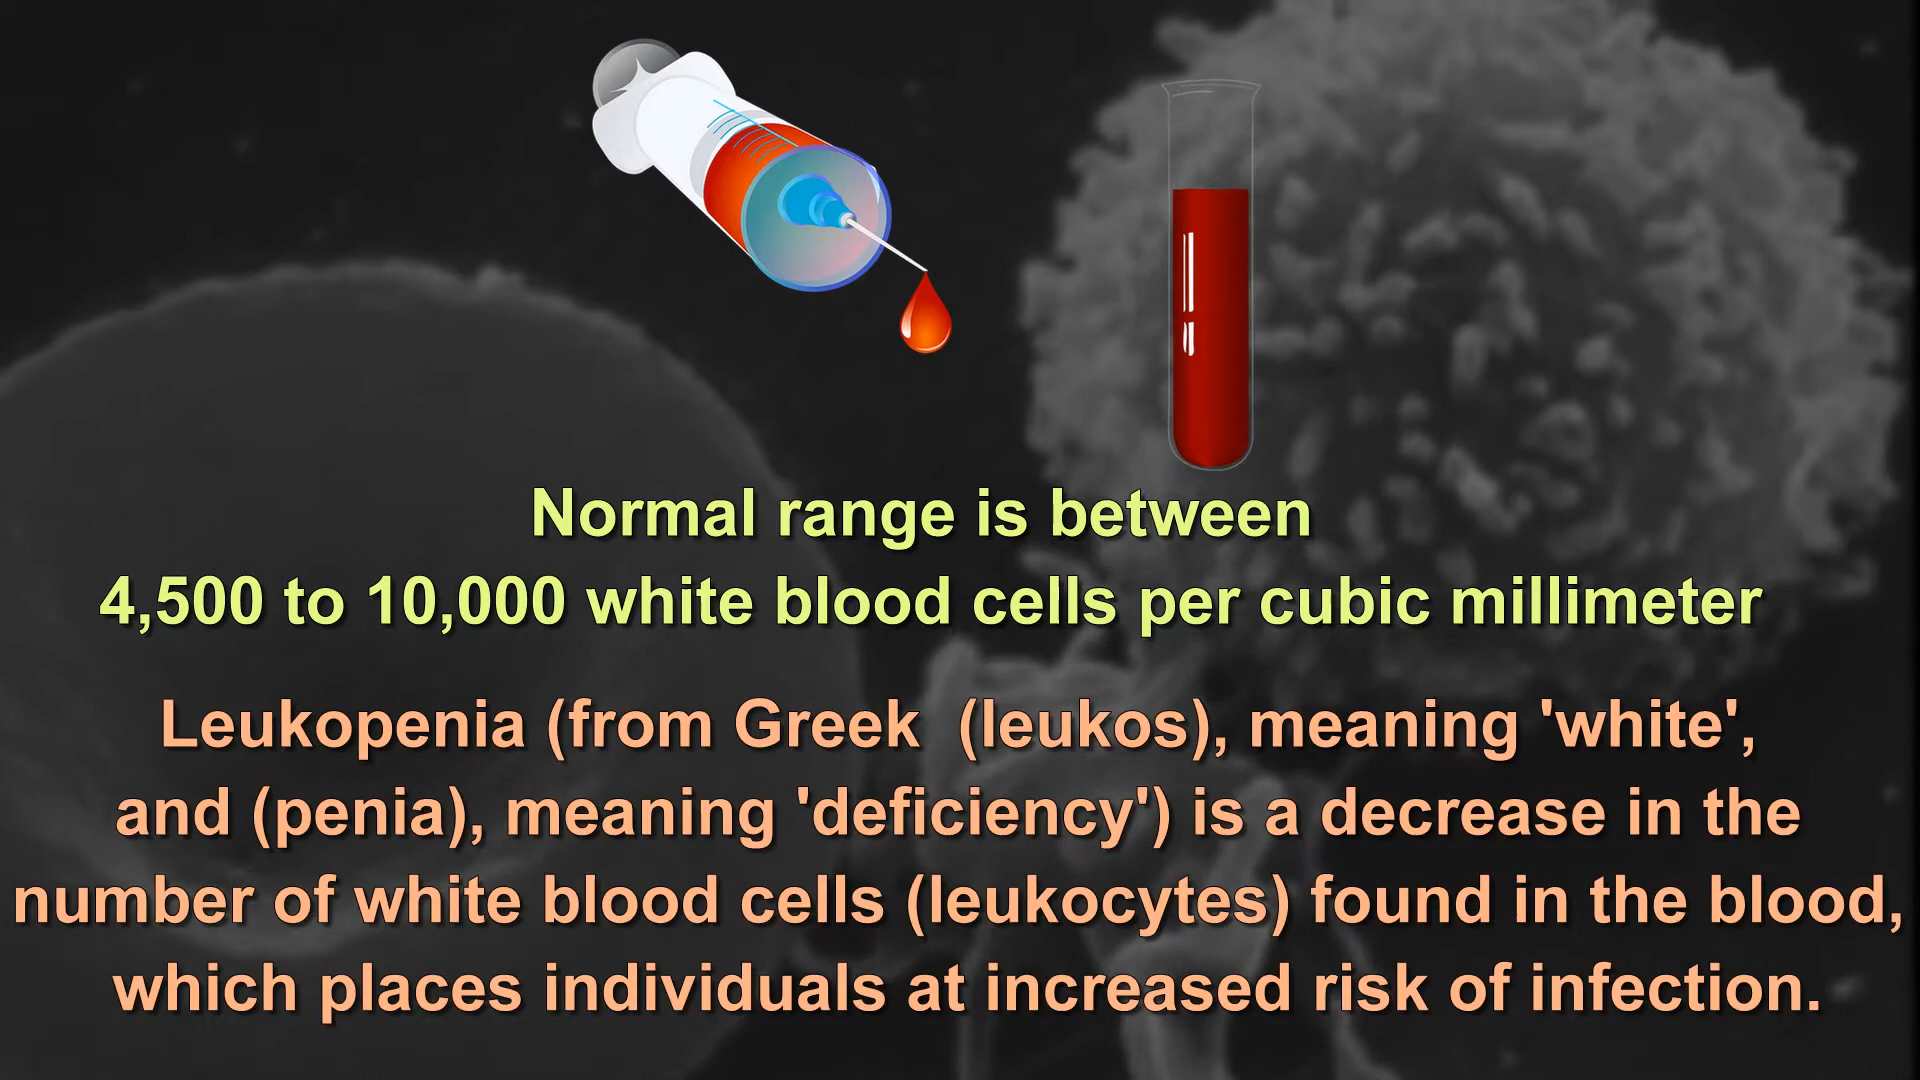 Normal range is between
4,500 to 10,000 white blood cells per cubic millimeter
Leukopenia (from Greek  (leukos), meaning 'white',
and (penia), meaning 'deficiency') is a decrease in the
number of white blood cells (leukocytes) found in the blood,
which places individuals at increased risk of infection.